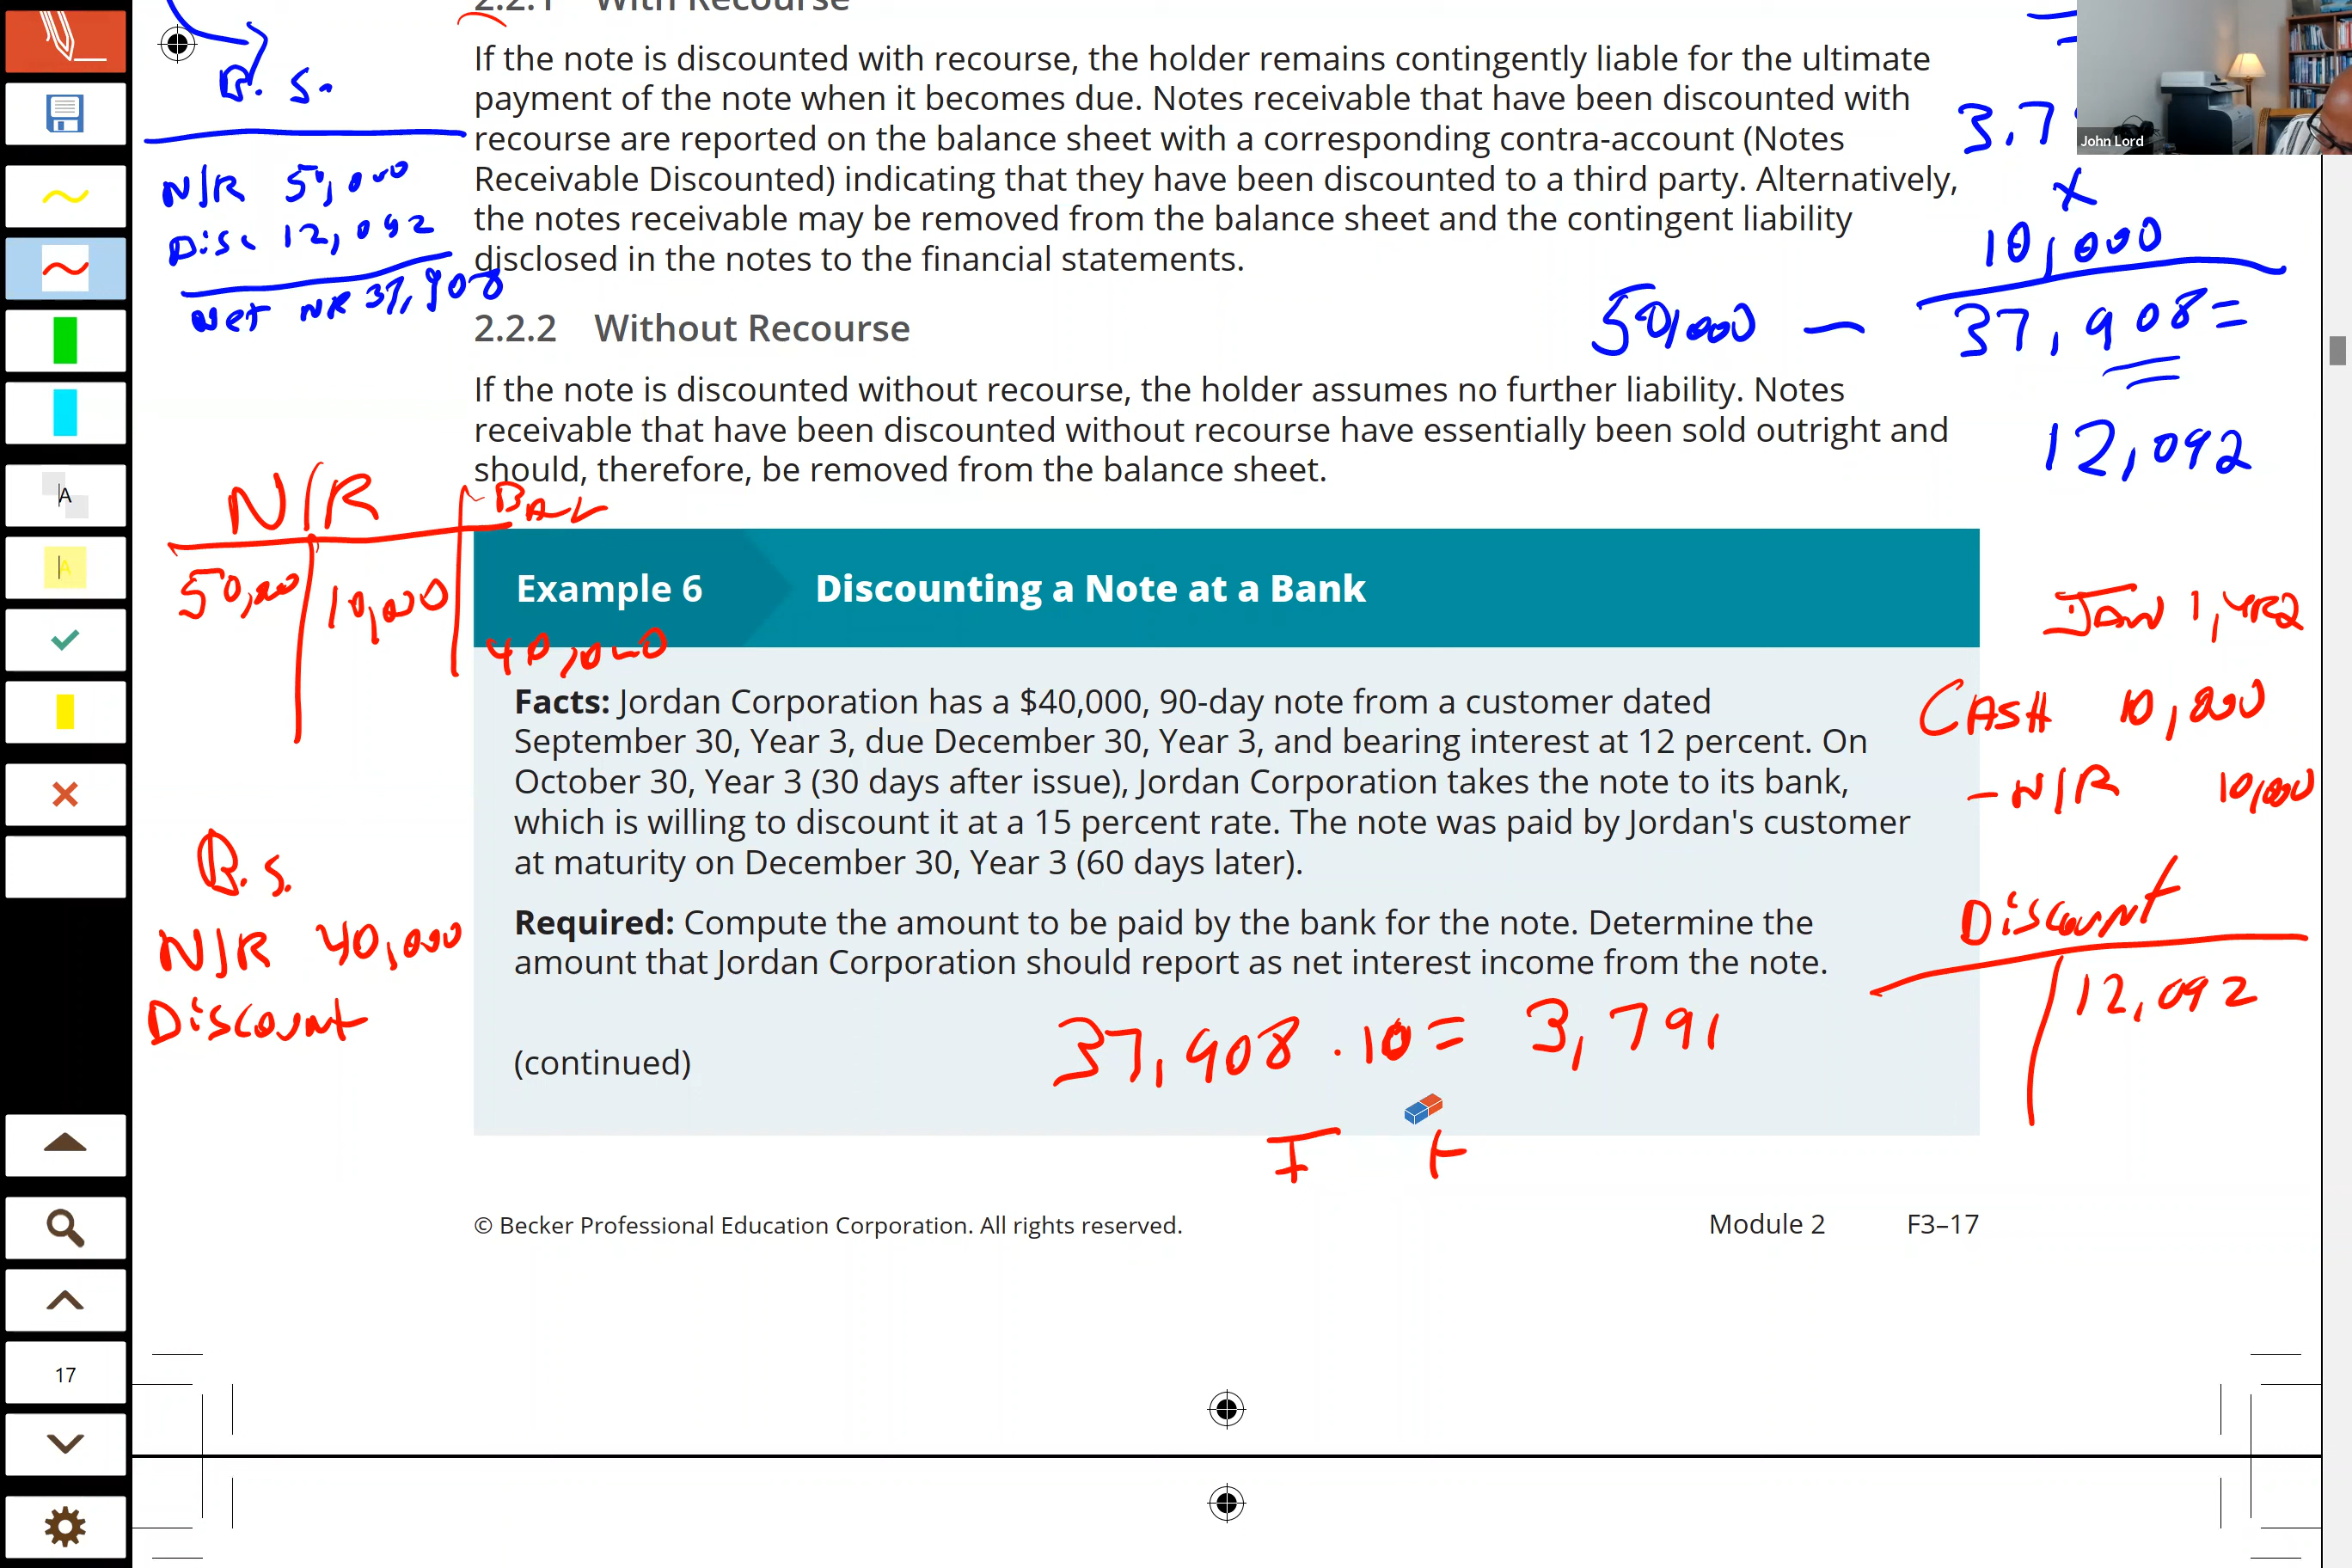 2.2.1 With Recourse
If the note is discounted with recourse, the holder remains contingently liable for the ultimate
payment of the note when it becomes due. Notes receivable that have been discounted with
recourse are reported on the balance sheet with a corresponding contra-account (Notes
Receivable Discounted) indicating that they have been discounted to a third party. Alternatively,
the notes receivable may be removed from the balance sheet and the contingent liability
disclosed in the notes to the financial statements.
B. S.
N/R 50,000
Disc 12,092
Net NR 37,908
John Lord
3.7
x
10,000
50,000 — 37,908 =
12,092
2.2.2 Without Recourse
If the note is discounted without recourse, the holder assumes no further liability. Notes
receivable that have been discounted without recourse have essentially been sold outright and
should, therefore, be removed from the balance sheet.
N/R BAL
50,000 10,000
40,000
Example 6 Discounting a Note at a Bank
Facts: Jordan Corporation has a $40,000, 90-day note from a customer dated
September 30, Year 3, due December 30, Year 3, and bearing interest at 12 percent. On
October 30, Year 3 (30 days after issue), Jordan Corporation takes the note to its bank,
which is willing to discount it at a 15 percent rate. The note was paid by Jordan's customer
at maturity on December 30, Year 3 (60 days later).
Required: Compute the amount to be paid by the bank for the note. Determine the
amount that Jordan Corporation should report as net interest income from the note.
(continued)
JAN 1, YR2
CASH 10,000
- N/R 10,000
Discount
12,092
B. S.
N/R 40,000
Discount
37,908 . 10 = 3,791
I
© Becker Professional Education Corporation. All rights reserved.
Module 2 F3–17
A
A
17